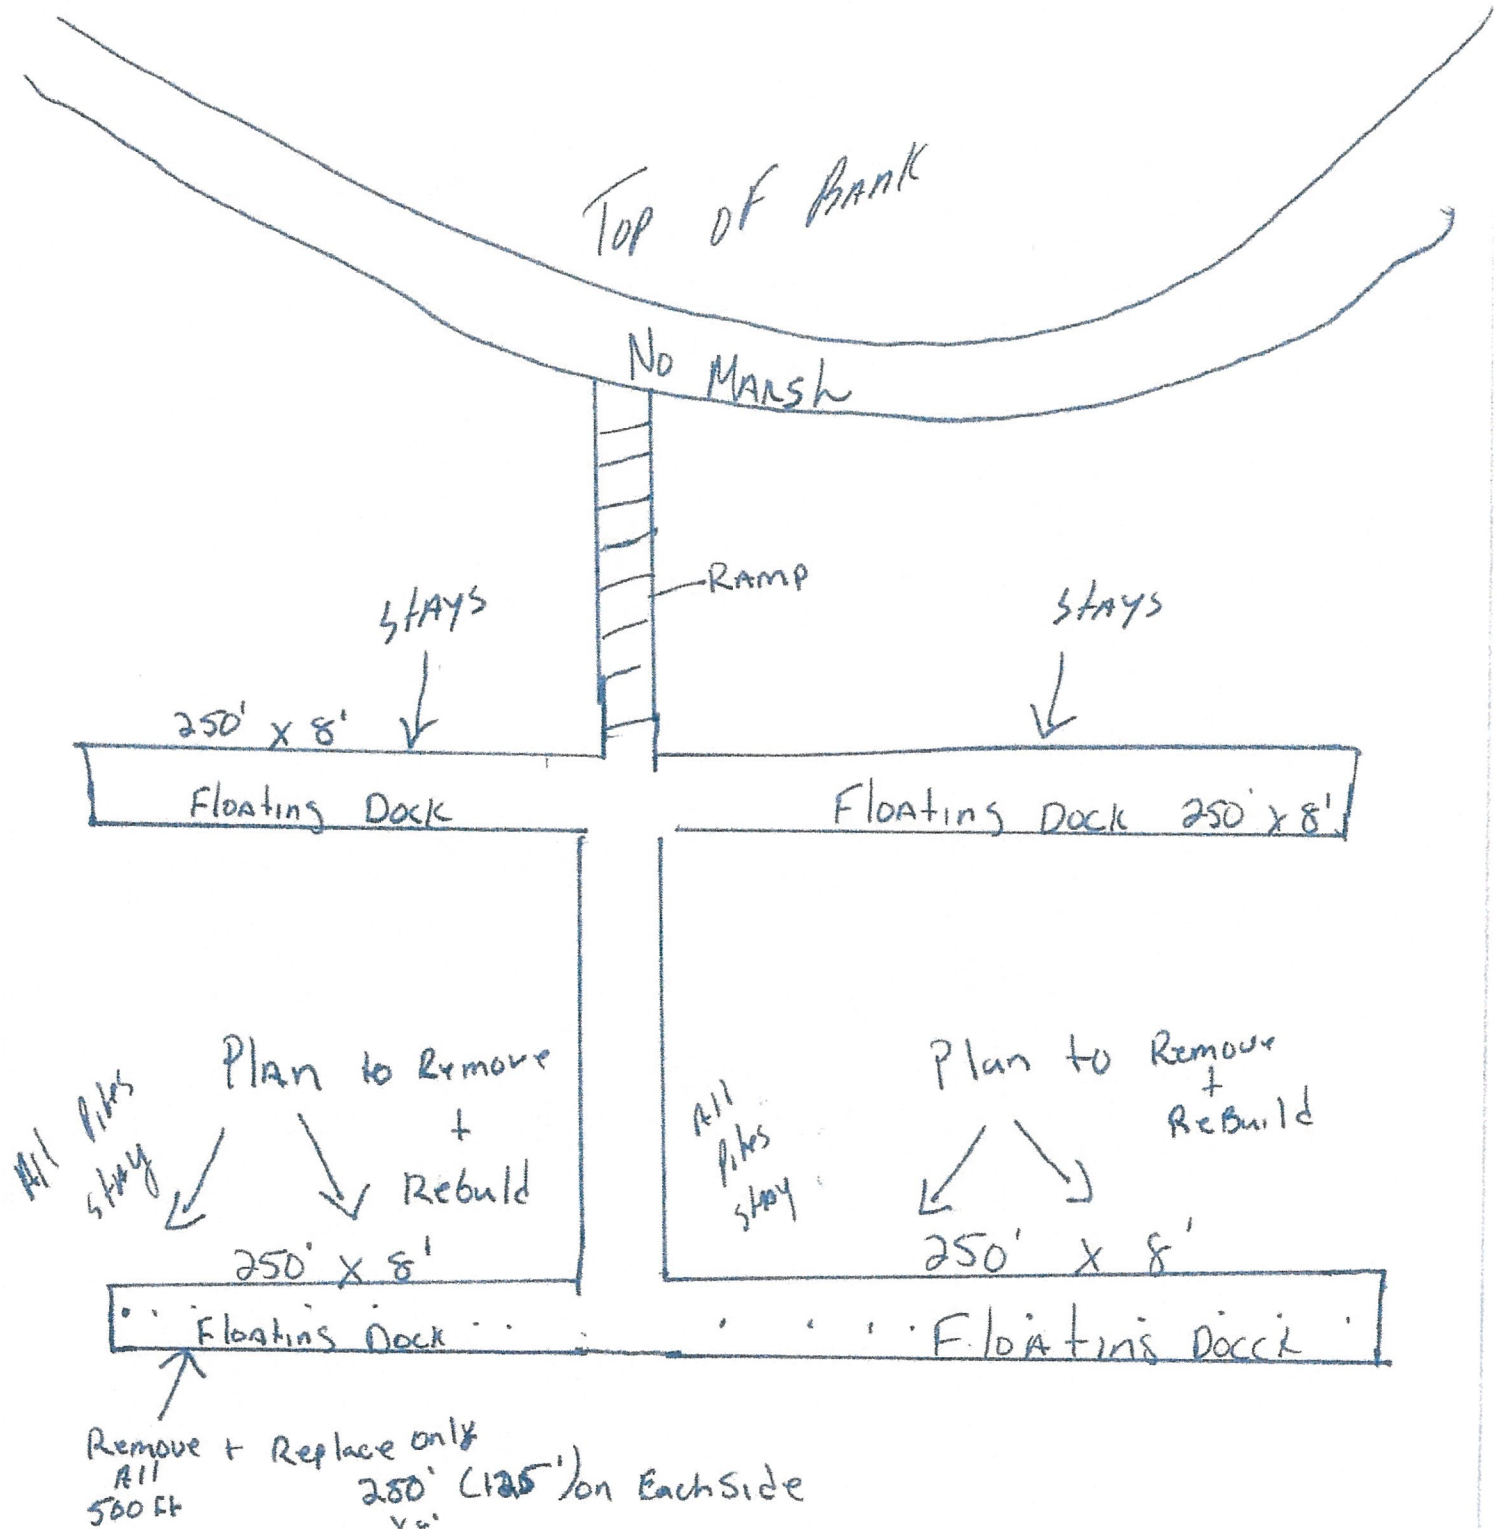 Top of Bank
No Marsh
Ramp
Stays
Stays
250' x 8'
Floating Dock
Floating Dock 250' x 8'
Plan to Remove
+
Rebuild
All Piles
stay
All
Piles
stay
Plan to Remove
+
ReBuild
250' x 8'
250' x 8'
Floating Dock
Floating Docck
Remove + Replace only
All
500 ft
250' (125') on Each Side